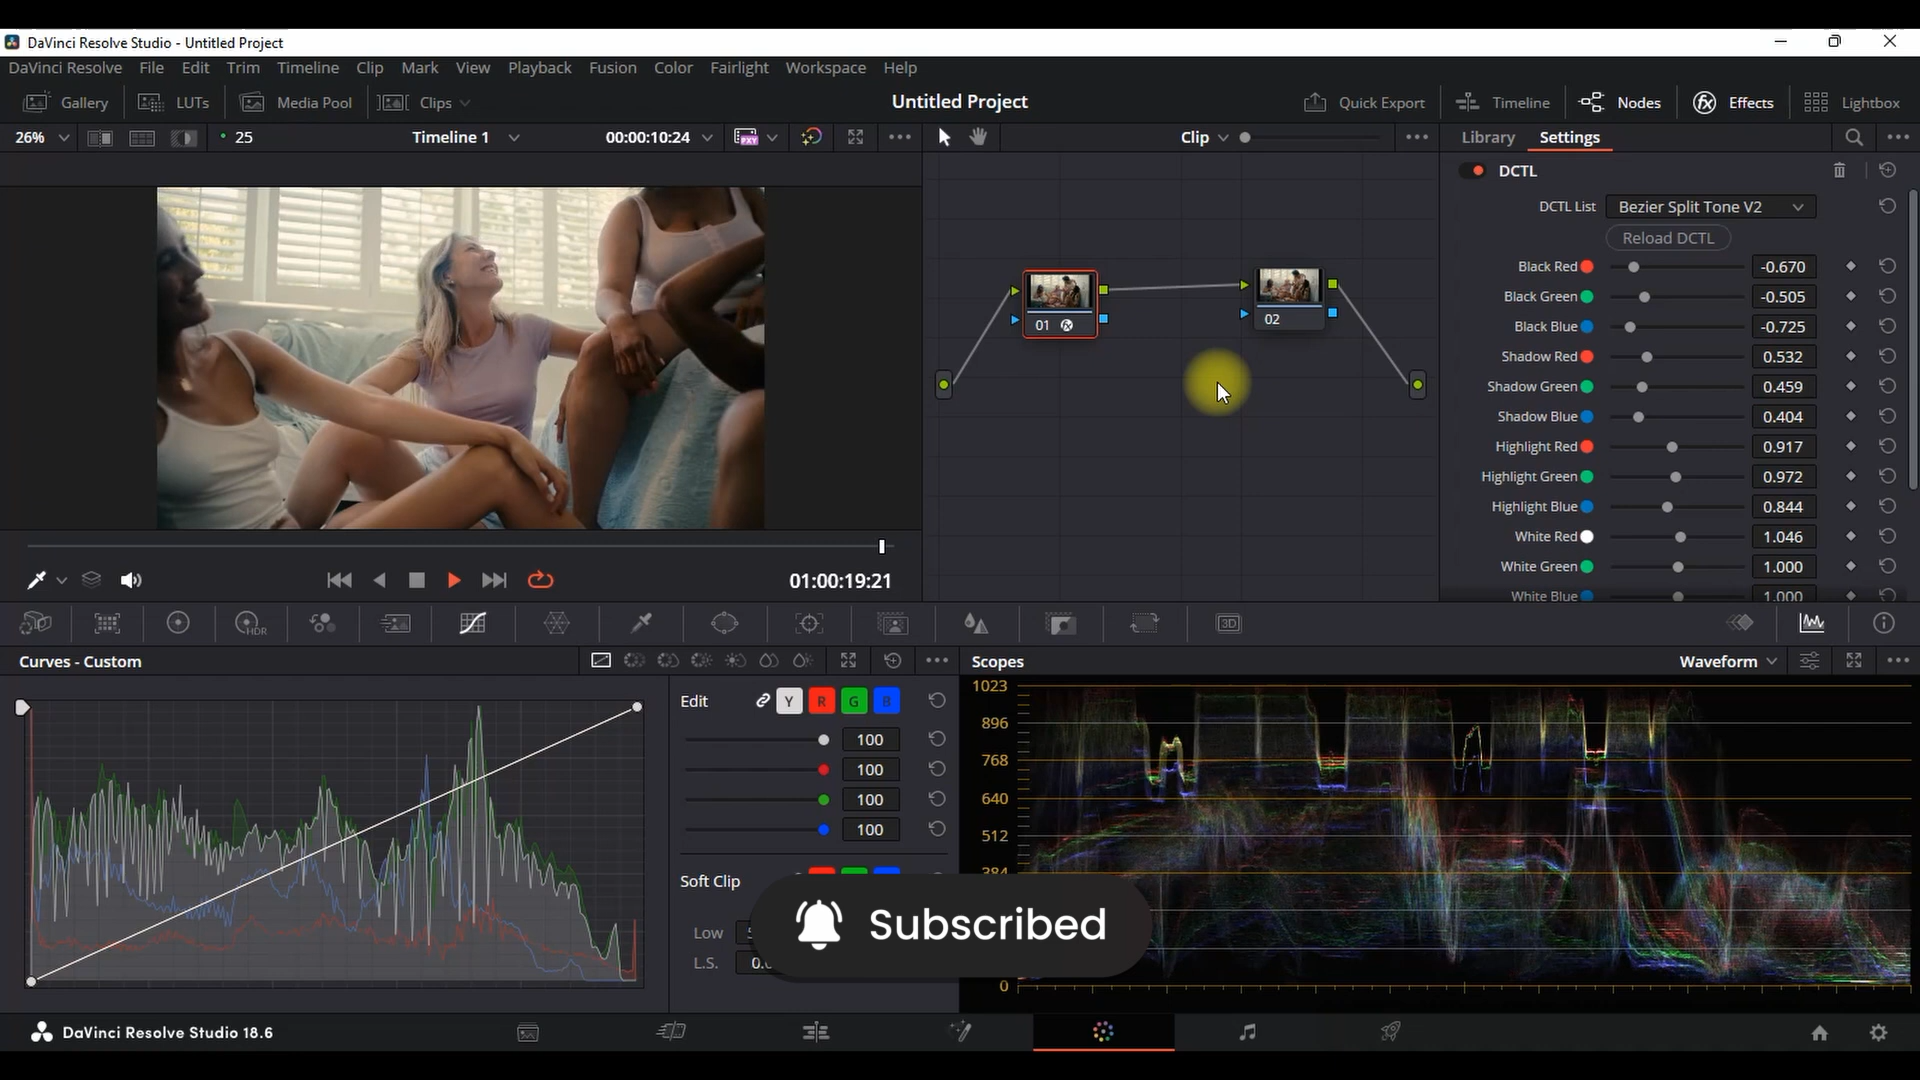 DaVinci Resolve Studio - Untitled Project
DaVinci Resolve File Edit Trim Timeline Clip Mark View Playback Fusion Color Fairlight Workspace Help
Gallery LUTs Media Pool Clips Untitled Project Quick Export Timeline Nodes Effects Lightbox
26% 25 Timeline 1 00:00:10:24 PXY Clip Library Settings
DCTL
DCTL List Bezier Split Tone V2
Reload DCTL
Black Red -0.670
Black Green -0.505
Black Blue -0.725
Shadow Red 0.532
Shadow Green 0.459
Shadow Blue 0.404
Highlight Red 0.917
Highlight Green 0.972
Highlight Blue 0.844
White Red 1.046
White Green 1.000
White Blue 1.000
01 02
01:00:19:21
HDR 3D
Curves - Custom
Edit Y R G B
100
100
100
100
Soft Clip
Low
L.S.
Subscribed
Scopes Waveform
1023
896
768
640
512
384
0
DaVinci Resolve Studio 18.6